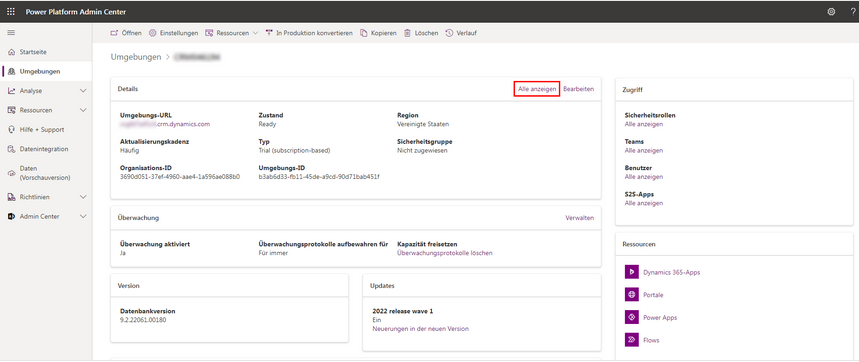 Power Platform Admin Center
Öffnen Einstellungen Ressourcen In Produktion konvertieren Kopieren Löschen Verlauf
Startseite
Umgebungen
Analyse
Ressourcen
Hilfe + Support
Datenintegration
Daten
(Vorschauversion)
Richtlinien
Admin Center
Umgebungen >
Details Alle anzeigen Bearbeiten
Umgebungs-URL Zustand Region
.crm.dynamics.com Ready Vereinigte Staaten
Aktualisierungskadenz Typ Sicherheitsgruppe
Häufig Trial (subscription-based) Nicht zugewiesen
Organisations-ID Umgebungs-ID
3690d051-37ef-4960-aae4-1a596ae088b0 b3ab6d33-fb11-45de-a9cd-90d71bab451f
Überwachung Verwalten
Überwachung aktiviert Überwachungsprotokolle aufbewahren für Kapazität freisetzen
Ja Für immer Überwachungsprotokolle löschen
Version
Datenbankversion
9.2.22061.00180
Updates
2022 release wave 1
Ein
Neuerungen in der neuen Version
Zugriff
Sicherheitsrollen
Alle anzeigen
Teams
Alle anzeigen
Benutzer
Alle anzeigen
S2S-Apps
Alle anzeigen
Ressourcen
Dynamics 365-Apps
Portale
Power Apps
Flows